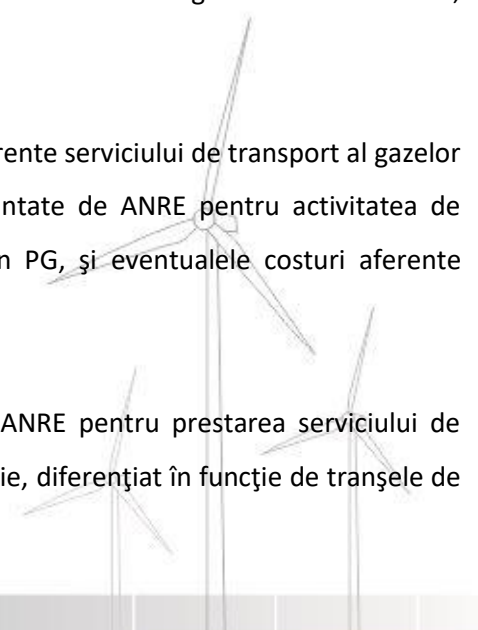 rente serviciului de transport al gazelor
ntate de ANRE pentru activitatea de
n PG, şi eventualele costuri aferente
ANRE pentru prestarea serviciului de
ie, diferenţiat în funcţie de tranşele de